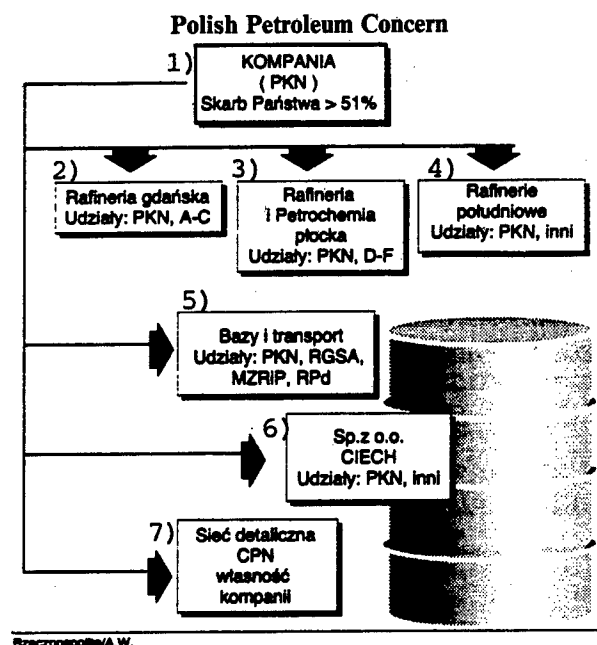 Polish Petroleum Concern
1)
KOMPANIA
(PKN)
Skarb Państwa > 51%
2)
Rafineria gdańska
Udziały: PKN, A-C
3)
Rafineria
i Petrochemia
płocka
Udziały: PKN, D-F
4)
Rafinerie
południowe
Udziały: PKN, inni
5)
Bazy i transport
Udziały: PKN, RGSA,
MZRiP, RPd
6)
Sp.z o.o.
CIECH
Udziały: PKN, inni
7)
Sieć detaliczna
CPN
własność
kompanii
Rzeczpospolita/A.W.